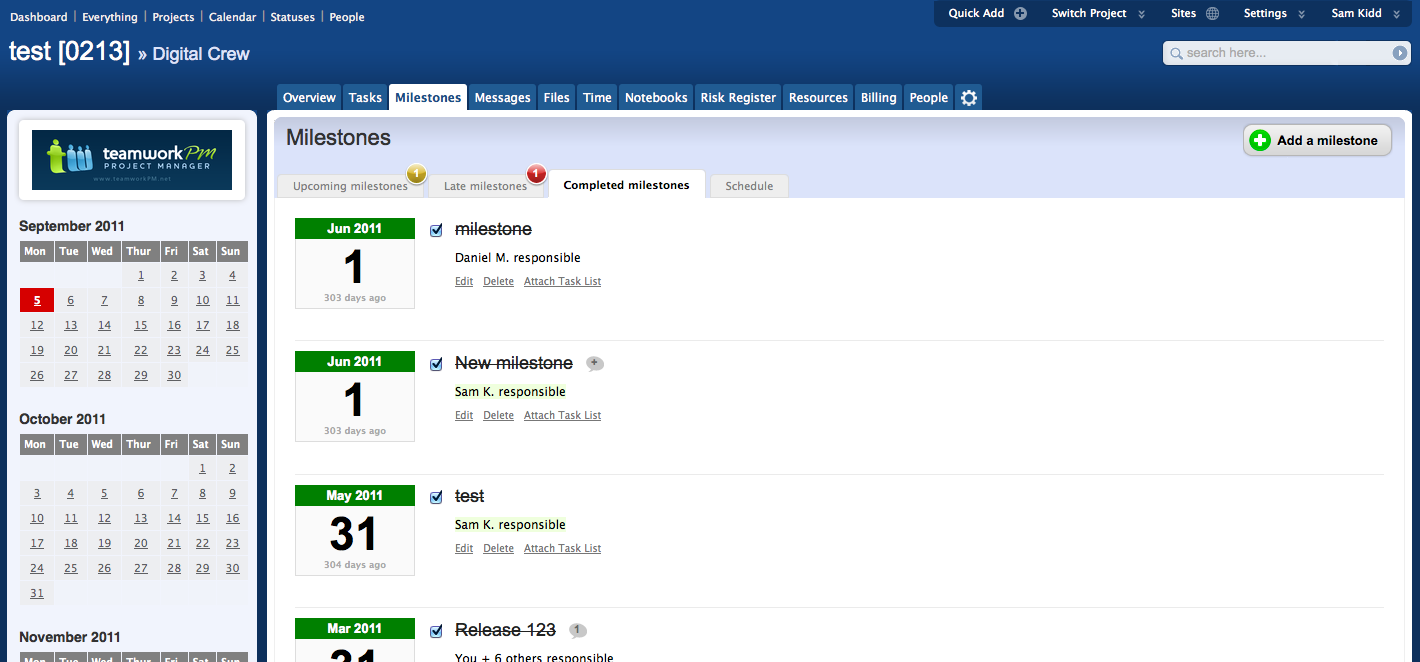 Dashboard | Everything | Projects | Calendar | Statuses | People
Quick Add Switch Project Sites Settings Sam Kidd
test [0213] » Digital Crew
search here...
Overview Tasks Milestones Messages Files Time Notebooks Risk Register Resources Billing People
teamworkPM
PROJECT MANAGER
www.teamworkPM.net
September 2011
Mon Tue Wed Thur Fri Sat Sun
1 2 3 4
5 6 7 8 9 10 11
12 13 14 15 16 17 18
19 20 21 22 23 24 25
26 27 28 29 30
October 2011
Mon Tue Wed Thur Fri Sat Sun
1 2
3 4 5 6 7 8 9
10 11 12 13 14 15 16
17 18 19 20 21 22 23
24 25 26 27 28 29 30
31
November 2011
Mon Tue Wed Thur Fri Sat Sun
Milestones
Add a milestone
Upcoming milestones 1 Late milestones 1 Completed milestones Schedule
Jun 2011
1
303 days ago
milestone
Daniel M. responsible
Edit Delete Attach Task List
Jun 2011
1
303 days ago
New milestone +
Sam K. responsible
Edit Delete Attach Task List
May 2011
31
304 days ago
test
Sam K. responsible
Edit Delete Attach Task List
Mar 2011
31
Release 123 1
You + 6 others responsible